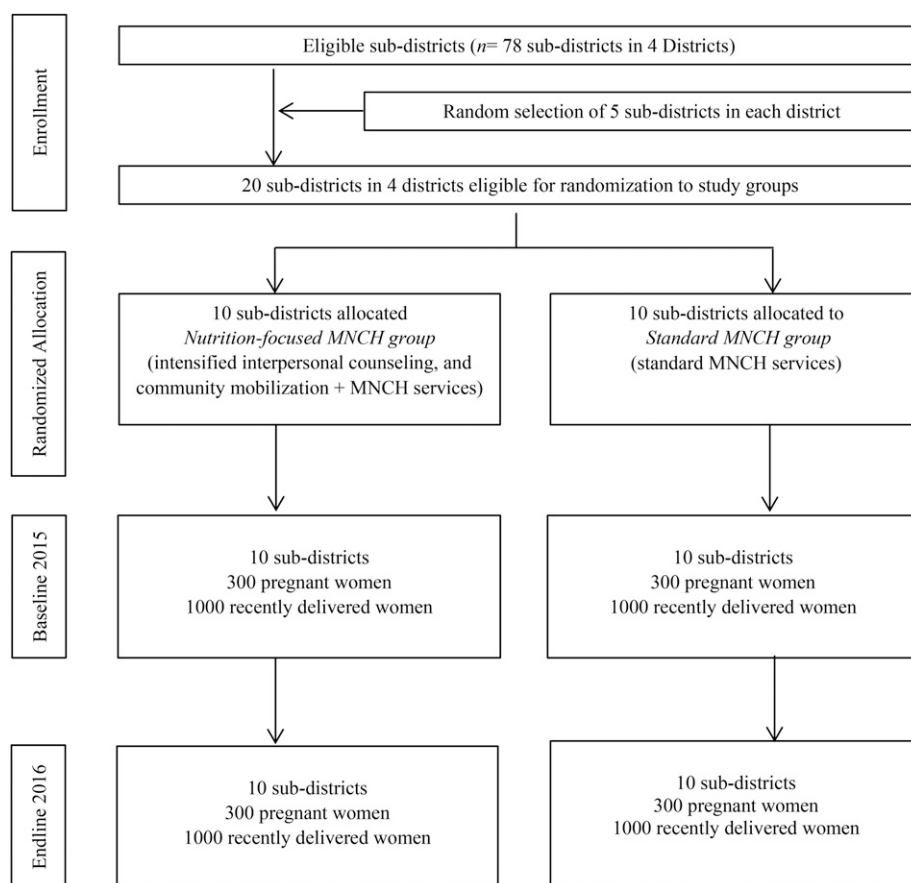 Enrollment
Eligible sub-districts (n= 78 sub-districts in 4 Districts)
Random selection of 5 sub-districts in each district
20 sub-districts in 4 districts eligible for randomization to study groups
Randomized Allocation
10 sub-districts allocated
Nutrition-focused MNCH group
(intensified interpersonal counseling, and
community mobilization + MNCH services)
10 sub-districts allocated to
Standard MNCH group
(standard MNCH services)
Baseline 2015
10 sub-districts
300 pregnant women
1000 recently delivered women
10 sub-districts
300 pregnant women
1000 recently delivered women
Endline 2016
10 sub-districts
300 pregnant women
1000 recently delivered women
10 sub-districts
300 pregnant women
1000 recently delivered women